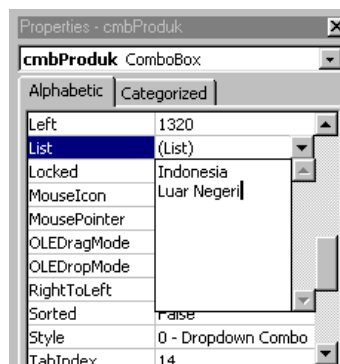 Properties - cmbProduk
cmbProduk ComboBox
Alphabetic Categorized
Left 1320
List (List)
Locked Indonesia
MouseIcon Luar Negeri
MousePointer
OLEDragMode
OLEDropMode
RightToLeft
Sorted False
Style 0 - Dropdown Combo
TabIndex 14